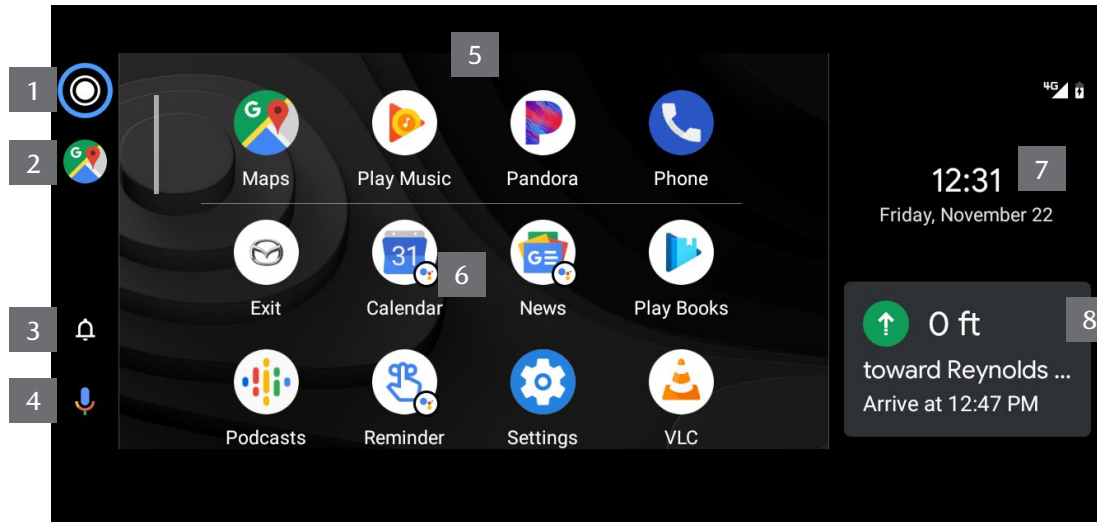 1
2
3
4
5
6
7
8
4G
12:31
Friday, November 22
G
Maps
Play Music
Pandora
Phone
G
Exit
31
Calendar
GE
News
Play Books
Podcasts
Reminder
Settings
VLC
0 ft
toward Reynolds ...
Arrive at 12:47 PM